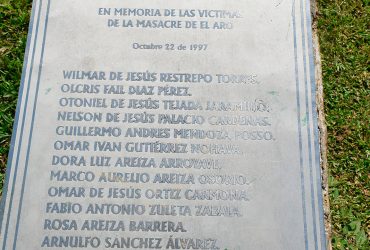 EN MEMORIA DE LAS VICTIMAS
DE LA MASACRE DE EL ARO
Octubre 22 de 1997
WILMAR DE JESÚS RESTREPO TORRES.
OLCRIS FAIL DIAZ PÉREZ.
OTONIEL DE JESÚS TEJADA JARAMILLO.
NELSON DE JESÚS PALACIO CÁRDENAS.
GUILLERMO ANDRES MENDOZA POSSO.
OMAR IVAN GUTIÉRREZ NOHAVA.
DORA LUZ AREIZA ARROYAVE.
MARCO AURELIO AREIZA OSORIO.
OMAR DE JESÚS ORTIZ CARMONA.
FABIO ANTONIO ZULETA ZABALA.
ROSA AREIZA BARRERA.
ARNULFO SANCHEZ ÁLVAREZ.